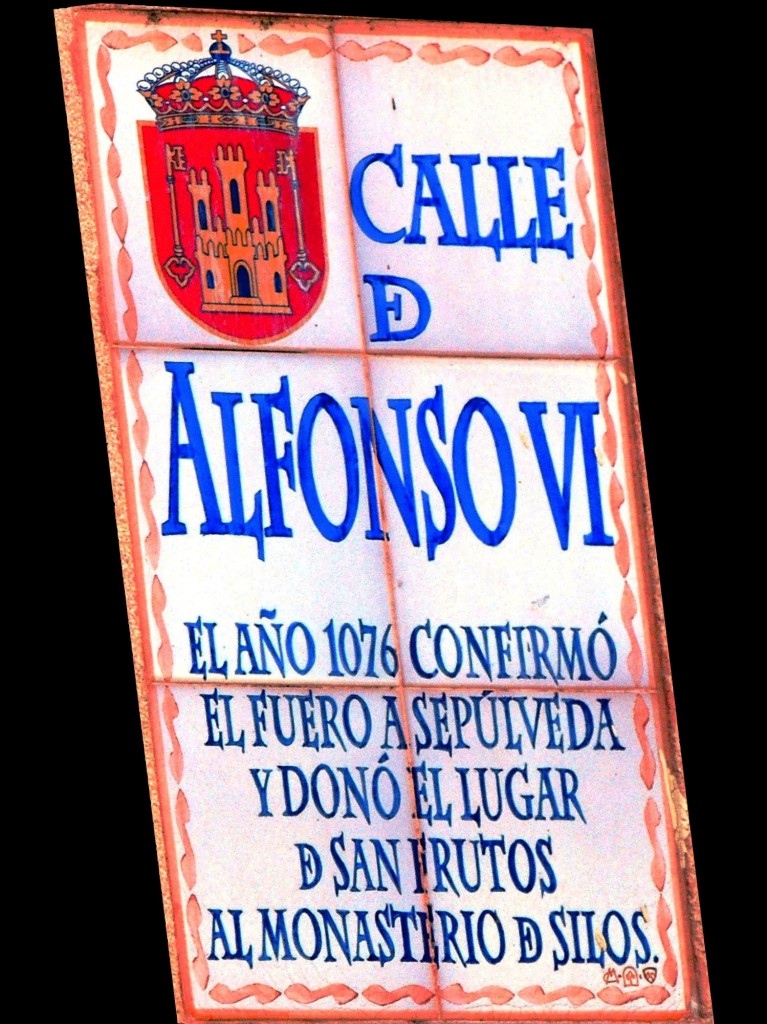 CALLE
DE
ALFONSO VI
EL AÑO 1076 CONFIRMÓ
EL FUERO A SEPÚLVEDA
Y DONÓ EL LUGAR
DE SAN FRUTOS
AL MONASTERIO DE SILOS.